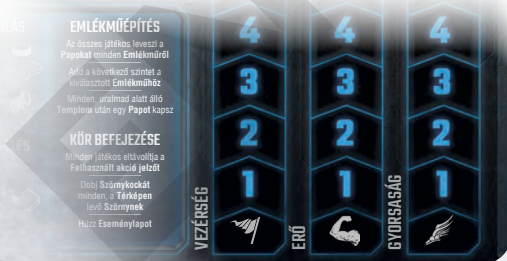 EMLÉKMŰÉPÍTÉS
Az összes játékos leveszi a
Papokat minden Emlékműről
Add a következő szintet a
kiválasztott Emlékműhöz
Minden, uralmad alatt álló
Templom után egy Papot kapsz
KÖR BEFEJEZÉSE
Minden játékos eltávolítja a
Felhasznált akció jelzőt
Dobj Szörnykockát
minden, a Térképen
levő Szörnynek
Húzz Eseménylapot
VEZÉRSÉG
4
3
2
1
ERŐ
4
3
2
1
GYORSASÁG
4
3
2
1